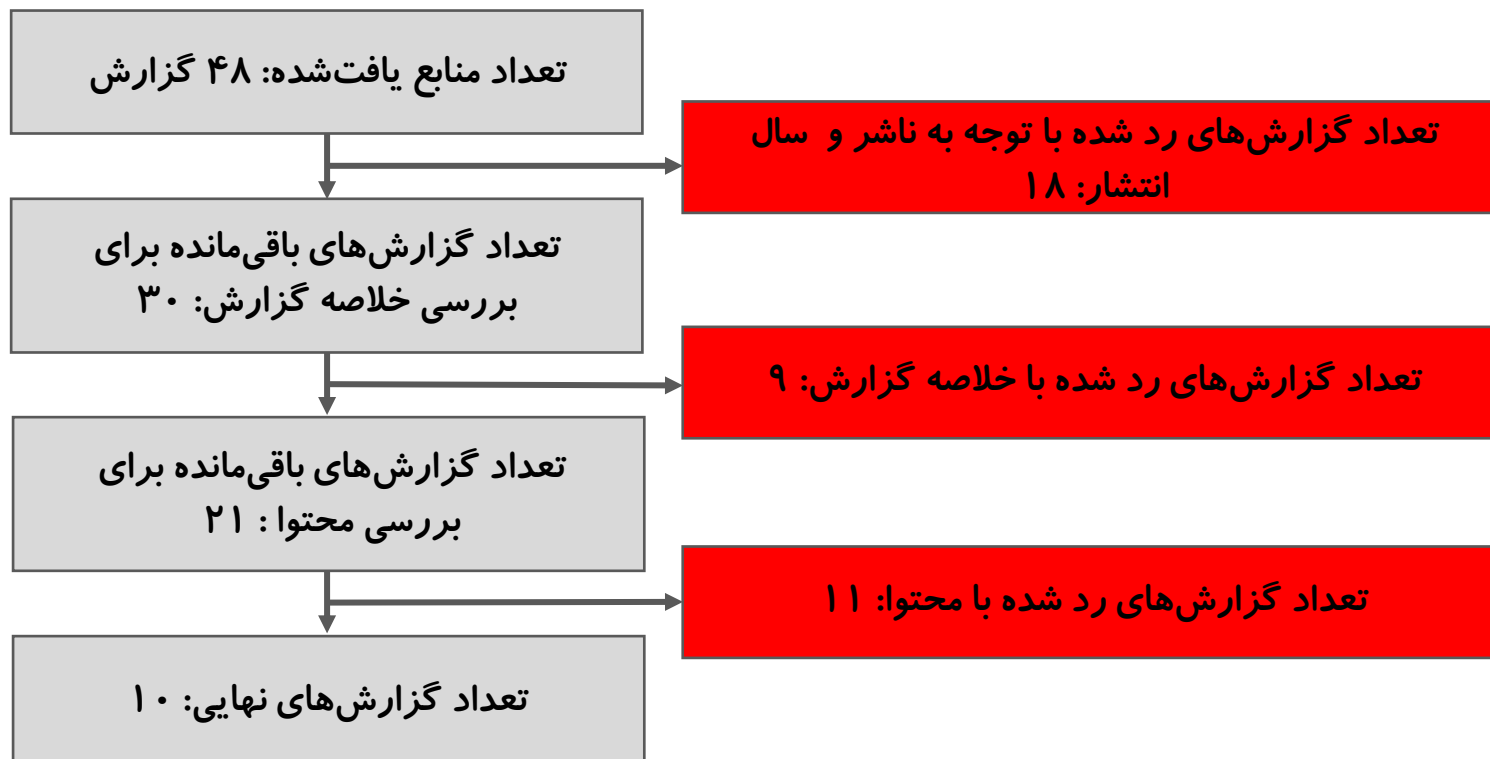 تعداد منابع یافت‌شده: ۴۸ گزارش
تعداد گزارش‌های رد شده با توجه به ناشر و سال
انتشار: ۱۸
تعداد گزارش‌های باقی‌مانده برای
بررسی خلاصه گزارش: ۳۰
تعداد گزارش‌های رد شده با خلاصه گزارش: ۹
تعداد گزارش‌های باقی‌مانده برای
بررسی محتوا : ۲۱
تعداد گزارش‌های رد شده با محتوا: ۱۱
تعداد گزارش‌های نهایی: ۱۰